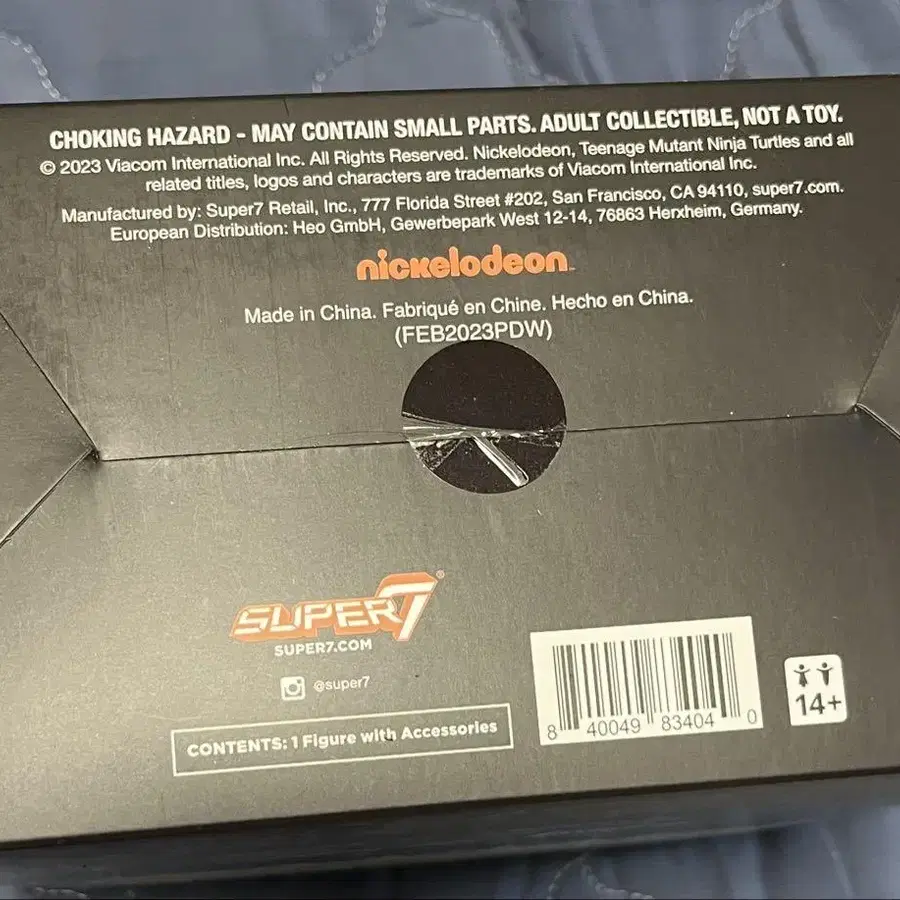 CHOKING HAZARD - MAY CONTAIN SMALL PARTS. ADULT COLLECTIBLE, NOT A TOY.
© 2023 Viacom International Inc. All Rights Reserved. Nickelodeon, Teenage Mutant Ninja Turtles and all
related titles, logos and characters are trademarks of Viacom International Inc.
Manufactured by: Super7 Retail, Inc., 777 Florida Street #202, San Francisco, CA 94110, super7.com.
European Distribution: Heo GmbH, Gewerbepark West 12-14, 76863 Herxheim, Germany.
nickelodeon™
Made in China. Fabriqué en Chine. Hecho en China.
(FEB2023PDW)
SUPER7®
SUPER7.COM
@super7
CONTENTS: 1 Figure with Accessories
8 40049 83404 0
14+